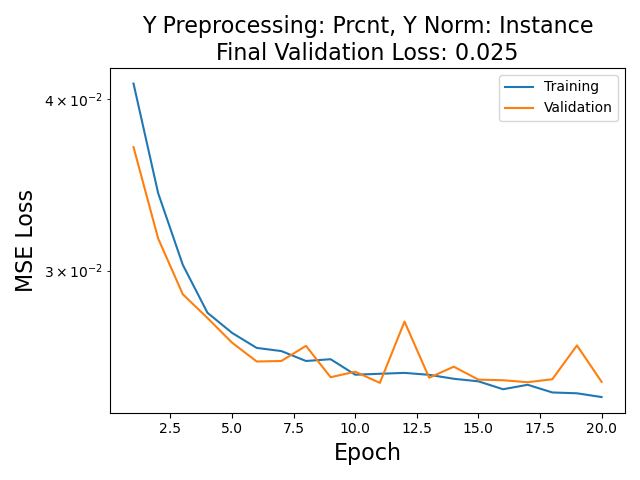 Y Preprocessing: Prcnt, Y Norm: Instance
Final Validation Loss: 0.025
Training
Validation
4 × 10⁻²
3 × 10⁻²
MSE Loss
2.5 5.0 7.5 10.0 12.5 15.0 17.5 20.0
Epoch